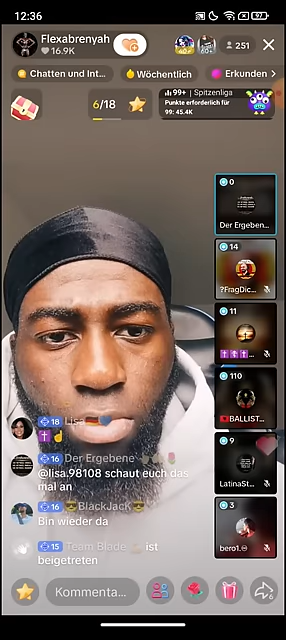 12:36
97
Flexabrenyah
16.9K
251
Chatten und Int...
Wöchentlich
Erkunden
6/18
99+ | Spitzenliga
Punkte erforderlich für
99: 45.4K
0
Der Ergeben...
14
?FragDic...
11
110
BALLIST...
9
LatinaSt...
3
bero1.
18 Lisa
16 Der Ergebene
@lisa.98108 schaut euch das
mal an
16 BlackJack
Bin wieder da
15 Team Blade ist
beigetreten
Kommenta...